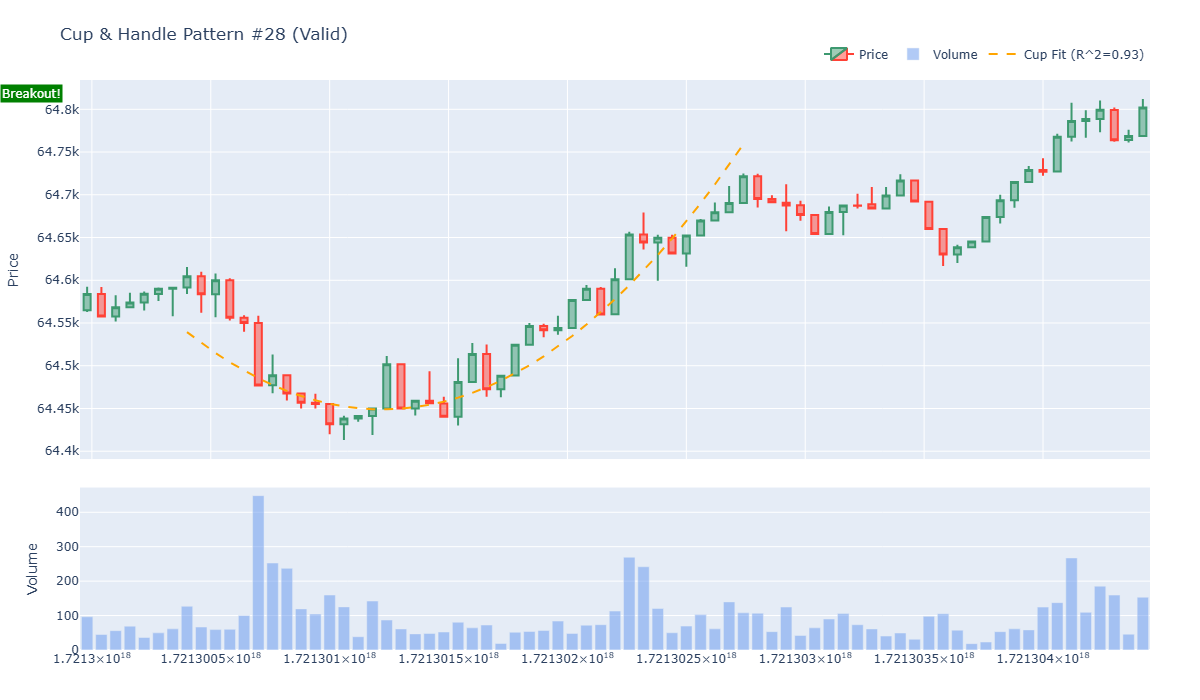 Cup & Handle Pattern #28 (Valid)
Price
Volume
Cup Fit (R^2=0.93)
Breakout!
64.8k
64.75k
64.7k
64.65k
64.6k
64.55k
64.5k
64.45k
64.4k
Price
400
300
200
100
0
Volume
1.7213×10¹⁸
1.7213005×10¹⁸
1.721301×10¹⁸
1.7213015×10¹⁸
1.721302×10¹⁸
1.7213025×10¹⁸
1.721303×10¹⁸
1.7213035×10¹⁸
1.721304×10¹⁸